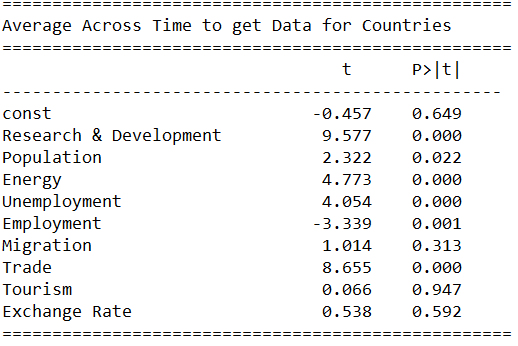 ===================================================
Average Across Time to get Data for Countries
===================================================
t P>|t|
--------------------------------------------------
const -0.457 0.649
Research & Development 9.577 0.000
Population 2.322 0.022
Energy 4.773 0.000
Unemployment 4.054 0.000
Employment -3.339 0.001
Migration 1.014 0.313
Trade 8.655 0.000
Tourism 0.066 0.947
Exchange Rate 0.538 0.592
===================================================